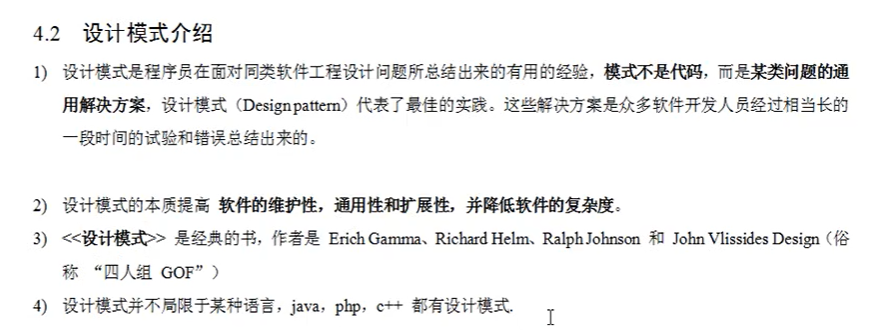 4.2 设计模式介绍
1) 设计模式是程序员在面对同类软件工程设计问题所总结出来的有用的经验，模式不是代码，而是某类问题的通
用解决方案，设计模式（Design pattern）代表了最佳的实践。这些解决方案是众多软件开发人员经过相当长的
一段时间的试验和错误总结出来的。
2) 设计模式的本质提高 软件的维护性，通用性和扩展性，并降低软件的复杂度。
3) <<设计模式>> 是经典的书，作者是 Erich Gamma、Richard Helm、Ralph Johnson 和 John Vlissides Design（俗
称 “四人组 GOF”）
4) 设计模式并不局限于某种语言，java，php，c++ 都有设计模式.